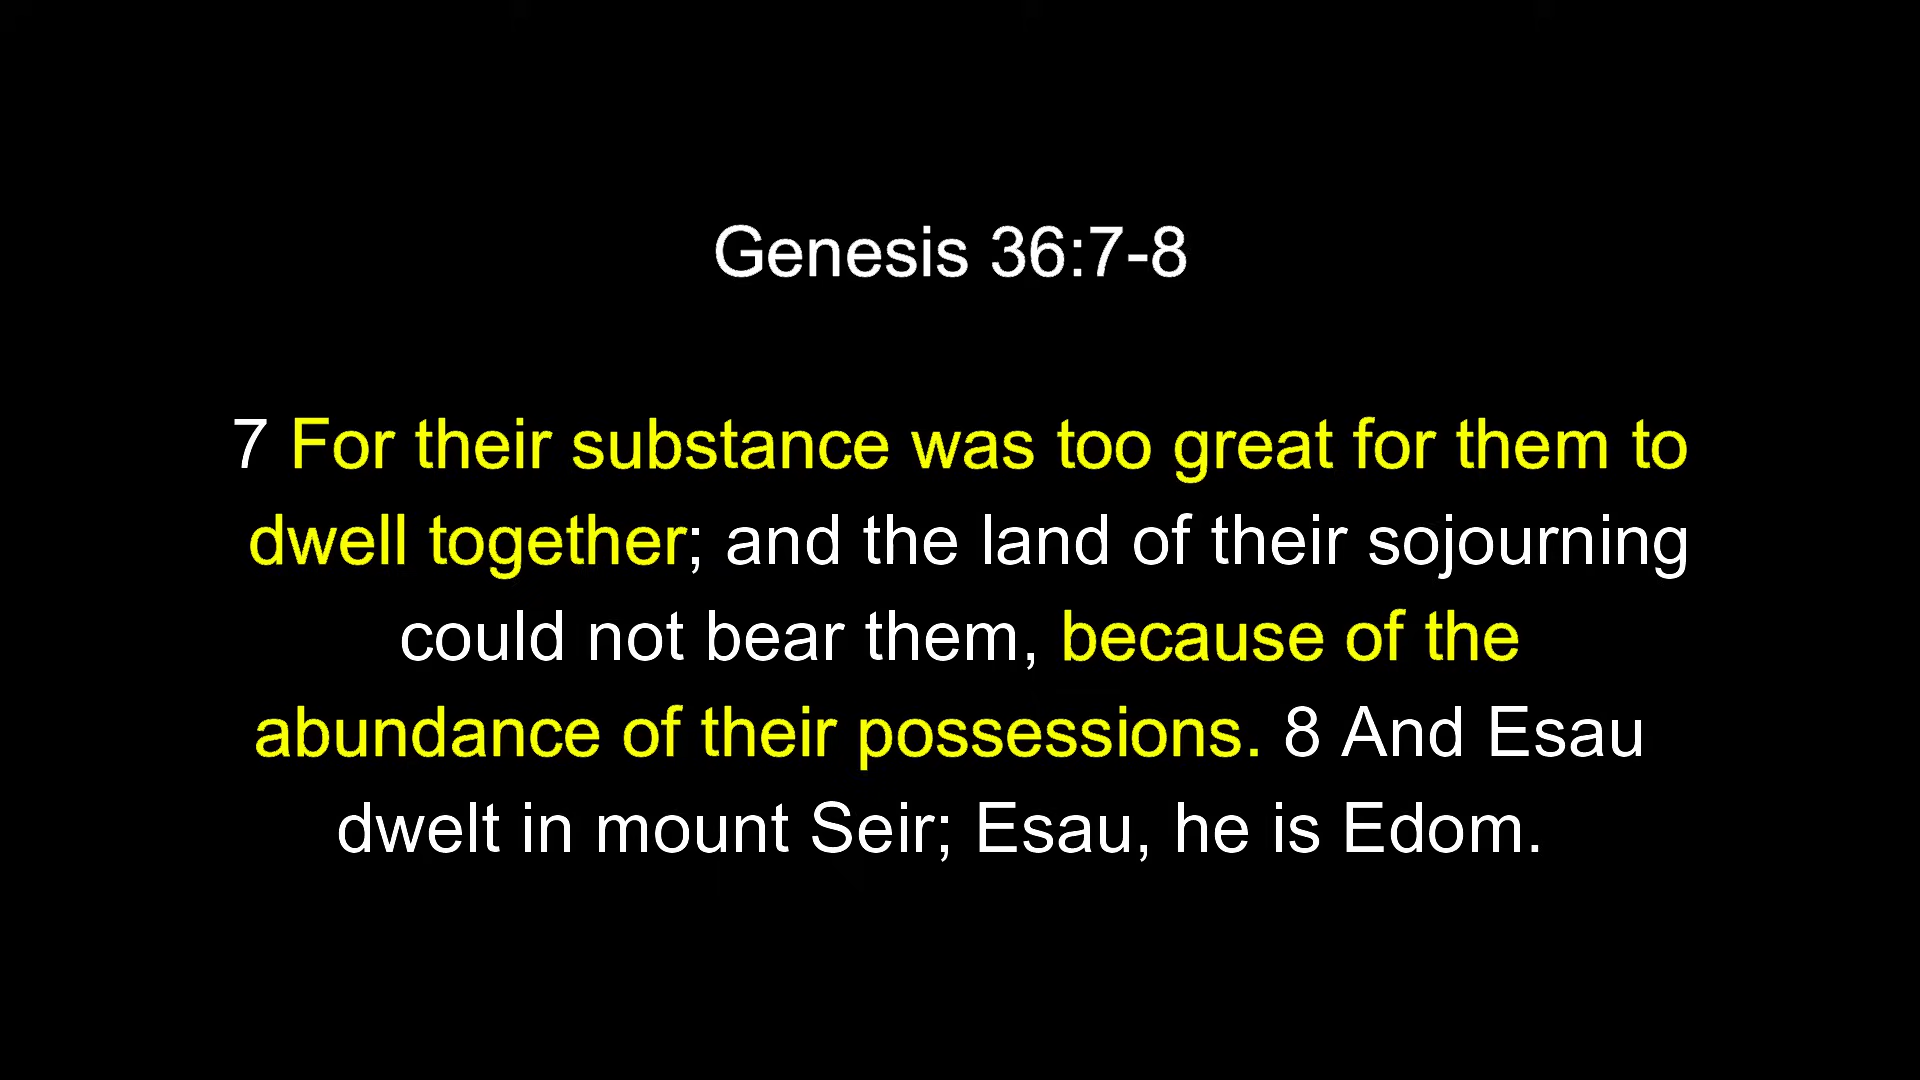 Genesis 36:7-8
7 For their substance was too great for them to
dwell together; and the land of their sojourning
could not bear them, because of the
abundance of their possessions. 8 And Esau
dwelt in mount Seir; Esau, he is Edom.